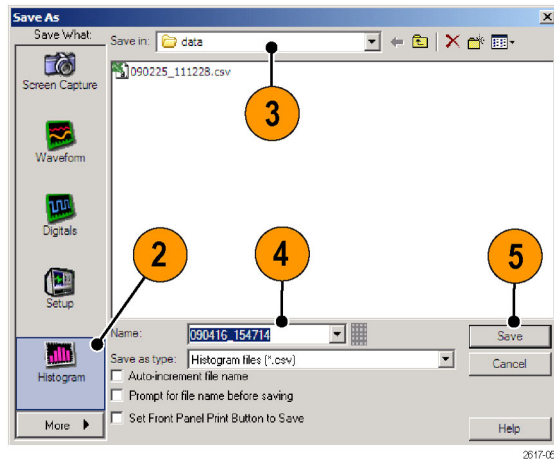 Save As
Save What:
Save in: data
090225_111228.csv
3
Screen Capture
Waveform
Digitals
Setup
2
4
5
Name: 090416_154714
Save
Save as type: Histogram files (*.csv)
Cancel
Histogram
Auto-increment file name
Prompt for file name before saving
Set Front Panel Print Button to Save
More
Help